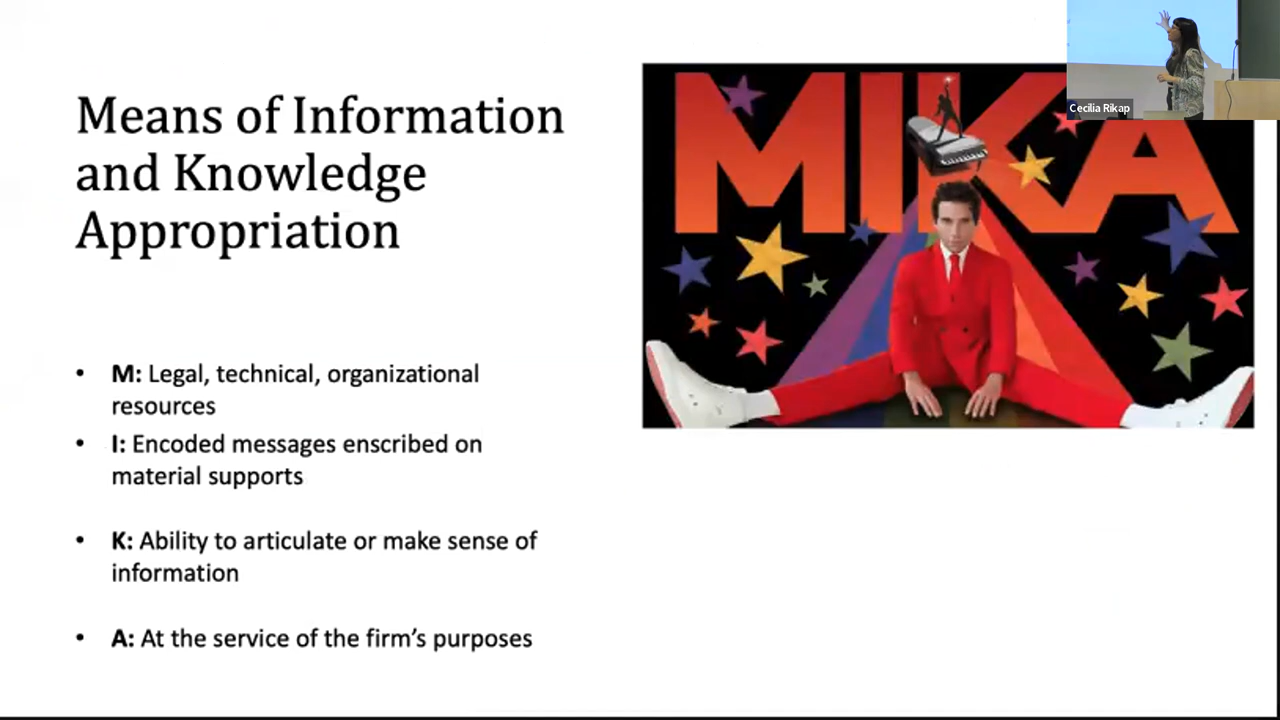 Means of Information
and Knowledge
Appropriation
MIKA
Cecilia Rikap
• M: Legal, technical, organizational
resources
• I: Encoded messages enscribed on
material supports
• K: Ability to articulate or make sense of
information
• A: At the service of the firm's purposes